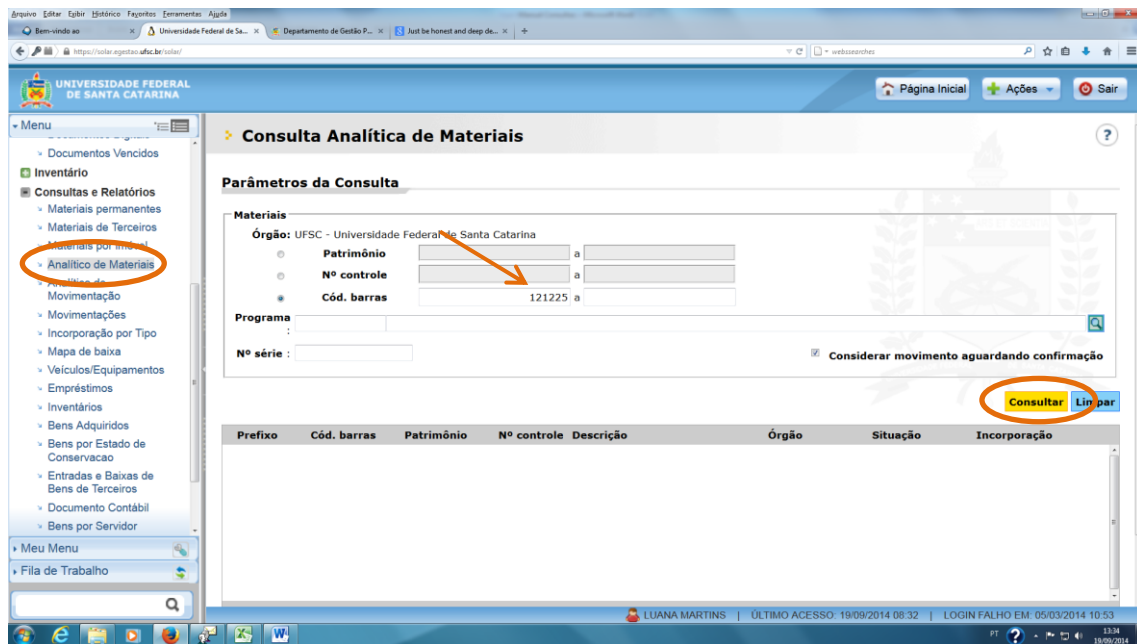 Arquivo Editar Exibir Histórico Favoritos Ferramentas Ajuda
Bem-vindo ao
Universidade Federal de Sa...
Departamento de Gestão P...
Just be honest and deep de...
https://solar.egestao.ufsc.br/solar/
websearches
UNIVERSIDADE FEDERAL
DE SANTA CATARINA
Página Inicial
Ações
Sair
Menu
Documentos Vencidos
Inventário
Consultas e Relatórios
Materiais permanentes
Materiais de Terceiros
Materiais por Imóvel
Analítico de Materiais
Analítico de
Movimentação
Movimentações
Incorporação por Tipo
Mapa de baixa
Veículos/Equipamentos
Empréstimos
Inventários
Bens Adquiridos
Bens por Estado de
Conservacao
Entradas e Baixas de
Bens de Terceiros
Documento Contábil
Bens por Servidor
Meu Menu
Fila de Trabalho
Consulta Analítica de Materiais
?
Parâmetros da Consulta
Materiais
Órgão: UFSC - Universidade Federal de Santa Catarina
Patrimônio a
Nº controle a
Cód. barras 121225 a
Programa
:
Nº série :
Considerar movimento aguardando confirmação
Consultar Limpar
Prefixo Cód. barras Patrimônio Nº controle Descrição Órgão Situação Incorporação
LUANA MARTINS | ÚLTIMO ACESSO: 19/09/2014 08:32 | LOGIN FALHO EM: 05/03/2014 10:53
PT
13:34
19/09/2014